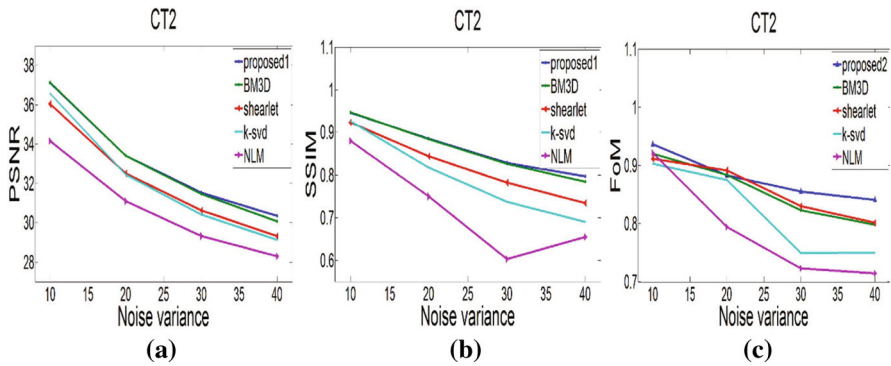 CT2
PSNR
38
36
34
32
30
28
10 15 20 25 30 35 40
Noise variance
proposed1
BM3D
shearlet
k-svd
NLM
(a)
CT2
SSIM
1.1
1
0.9
0.8
0.7
0.6
10 15 20 25 30 35 40
Noise variance
proposed1
BM3D
shearlet
k-svd
NLM
(b)
CT2
FoM
1.1
1
0.9
0.8
0.7
10 15 20 25 30 35 40
Noise variance
proposed2
BM3D
shearlet
k-svd
NLM
(c)